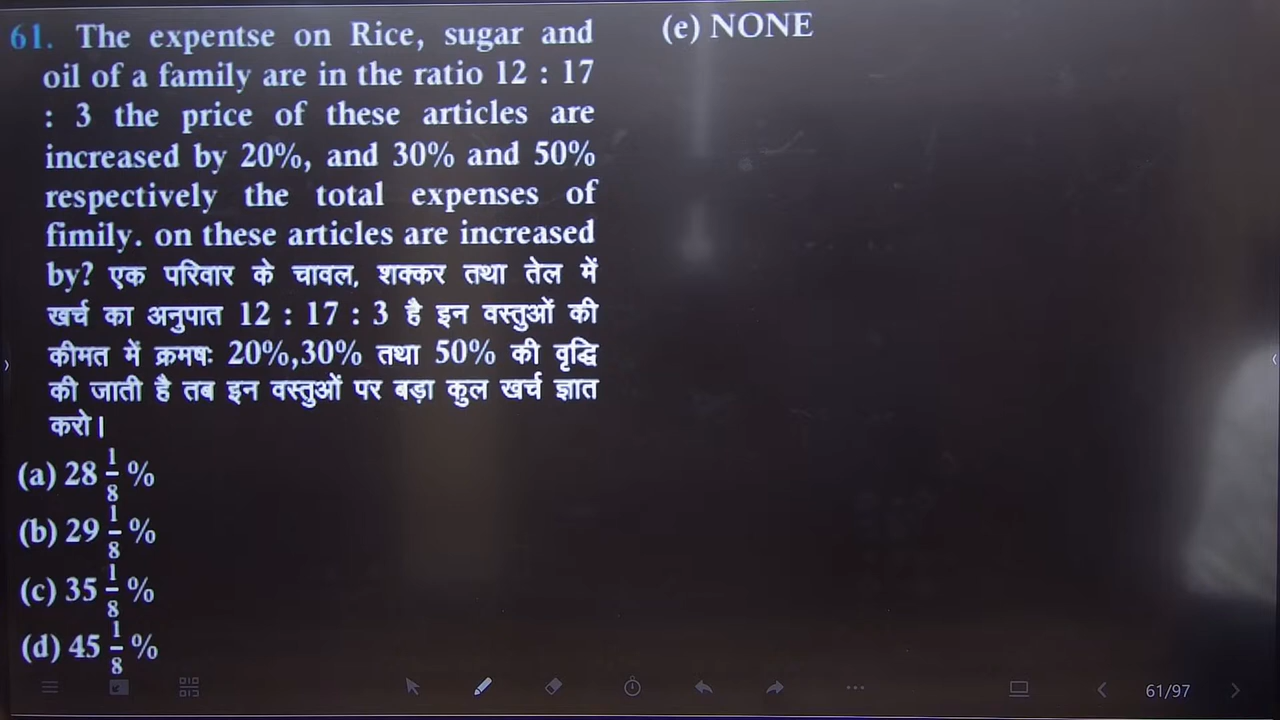 61. The expentse on Rice, sugar and
oil of a family are in the ratio 12 : 17
: 3 the price of these articles are
increased by 20%, and 30% and 50%
respectively the total expenses of
fimily. on these articles are increased
by? एक परिवार के चावल, शक्कर तथा तेल में
खर्च का अनुपात 12 : 17 : 3 है इन वस्तुओं की
कीमत में क्रमषः 20%,30% तथा 50% की वृद्धि
की जाती है तब इन वस्तुओं पर बड़ा कुल खर्च ज्ञात
करो।
(a) 28 1/8 %
(b) 29 1/8 %
(c) 35 1/8 %
(d) 45 1/8 %
(e) NONE
61/97